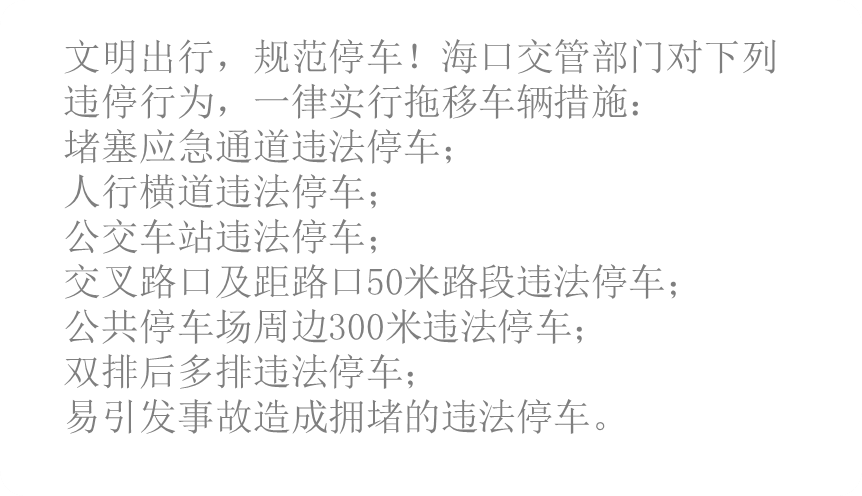 文明出行，规范停车！海口交管部门对下列
违停行为，一律实行拖移车辆措施：
堵塞应急通道违法停车；
人行横道违法停车；
公交车站违法停车；
交叉路口及距路口50米路段违法停车；
公共停车场周边300米违法停车；
双排后多排违法停车；
易引发事故造成拥堵的违法停车。